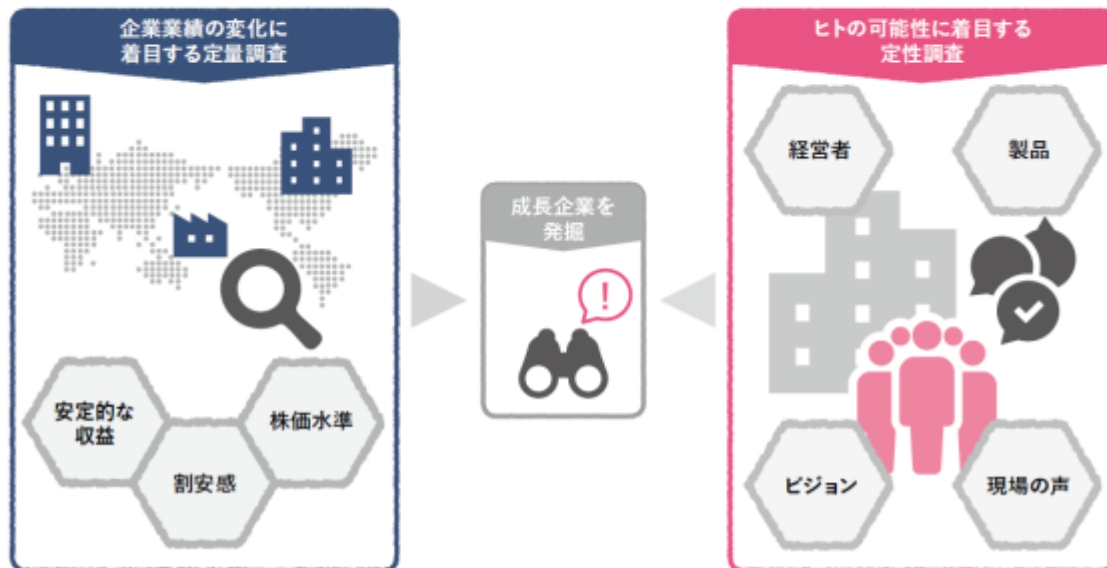 企業業績の変化に
着目する定量調査
安定的な
収益
割安感
株価水準
成長企業を
発掘
!
ヒトの可能性に着目する
定性調査
経営者
製品
ビジョン
現場の声